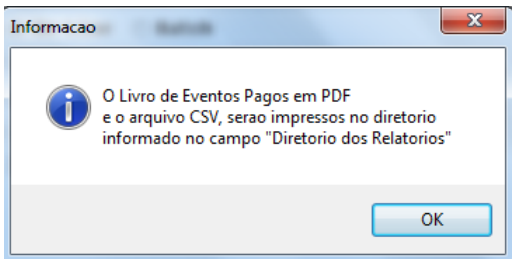 Informacao
O Livro de Eventos Pagos em PDF
e o arquivo CSV, serao impressos no diretorio
informado no campo "Diretorio dos Relatorios"
OK